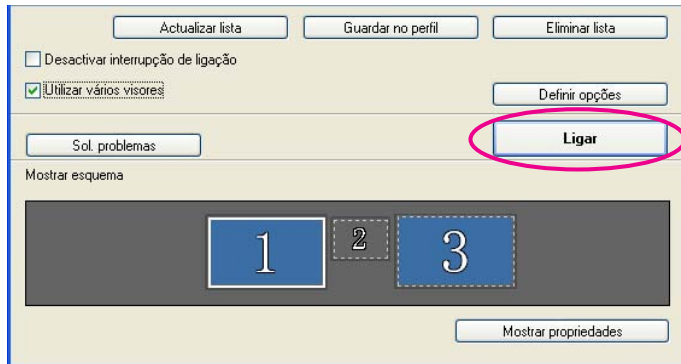 Actualizar lista Guardar no perfil Eliminar lista
Desactivar interrupção de ligação
Utilizar vários visores
Definir opções
Ligar
Sol. problemas
Mostrar esquema
1 2 3
Mostrar propriedades